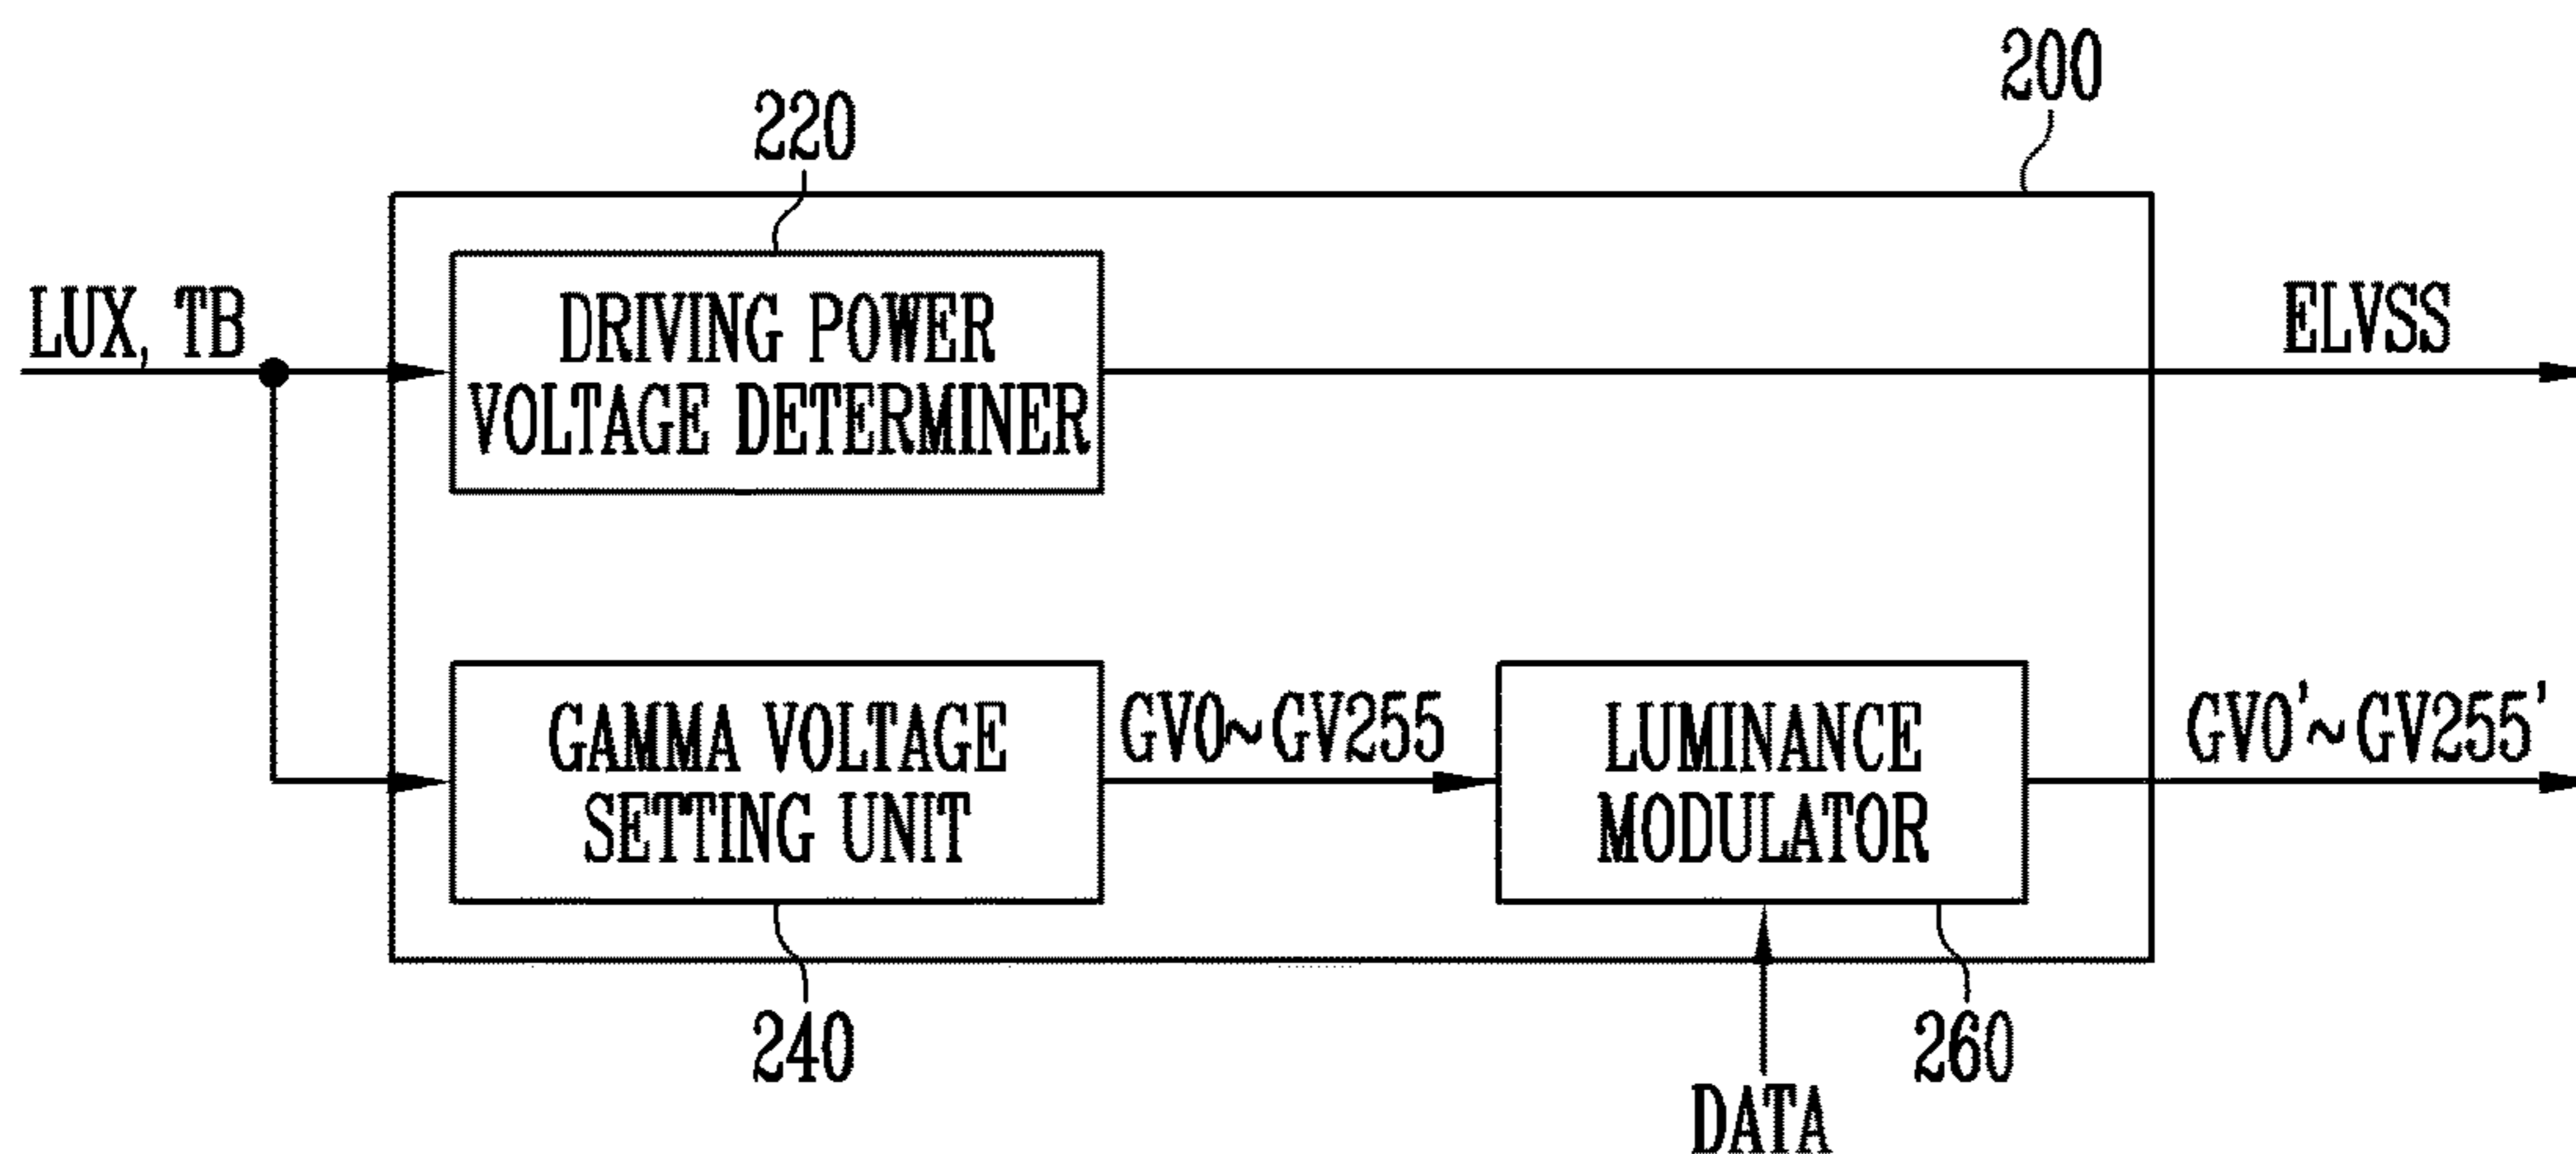 200
220
LUX, TB
DRIVING POWER
VOLTAGE DETERMINER
ELVSS
GAMMA VOLTAGE
SETTING UNIT
GV0~GV255
LUMINANCE
MODULATOR
GV0'~GV255'
240
260
DATA